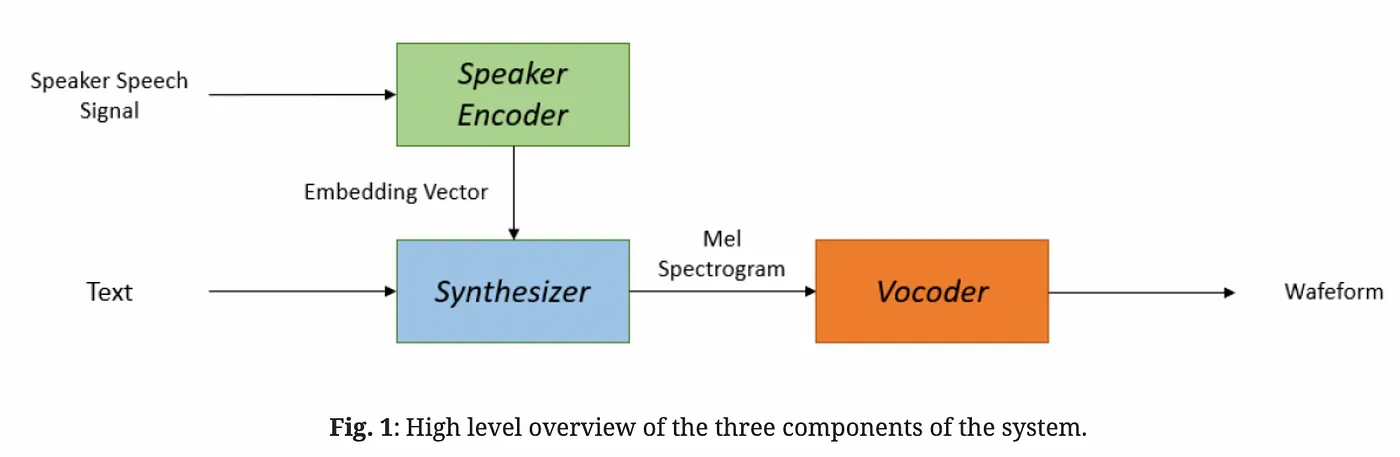 Speaker Speech
Signal
Speaker
Encoder
Embedding Vector
Text
Synthesizer
Mel
Spectrogram
Vocoder
Wafeform
Fig. 1: High level overview of the three components of the system.